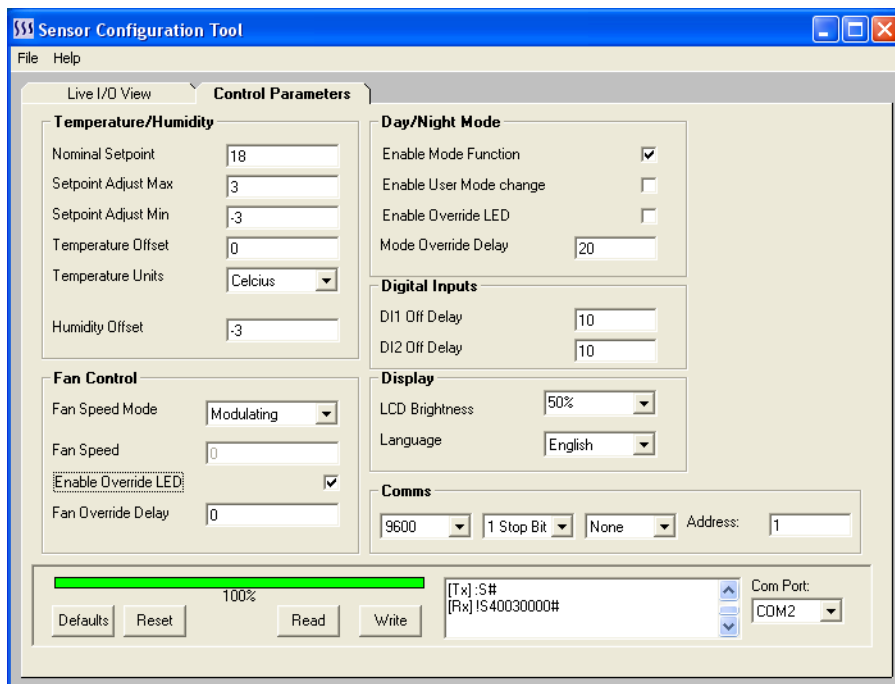 Sensor Configuration Tool
File Help
Live I/O View Control Parameters
Temperature/Humidity
Nominal Setpoint 18
Setpoint Adjust Max 3
Setpoint Adjust Min -3
Temperature Offset 0
Temperature Units Celcius
Humidity Offset -3
Fan Control
Fan Speed Mode Modulating
Fan Speed 0
Enable Override LED
Fan Override Delay 0
Day/Night Mode
Enable Mode Function
Enable User Mode change
Enable Override LED
Mode Override Delay 20
Digital Inputs
DI1 Off Delay 10
DI2 Off Delay 10
Display
LCD Brightness 50%
Language English
Comms
9600 1 Stop Bit None Address: 1
100%
Defaults Reset Read Write
[Tx] :S#
[Rx] !S40030000#
Com Port:
COM2